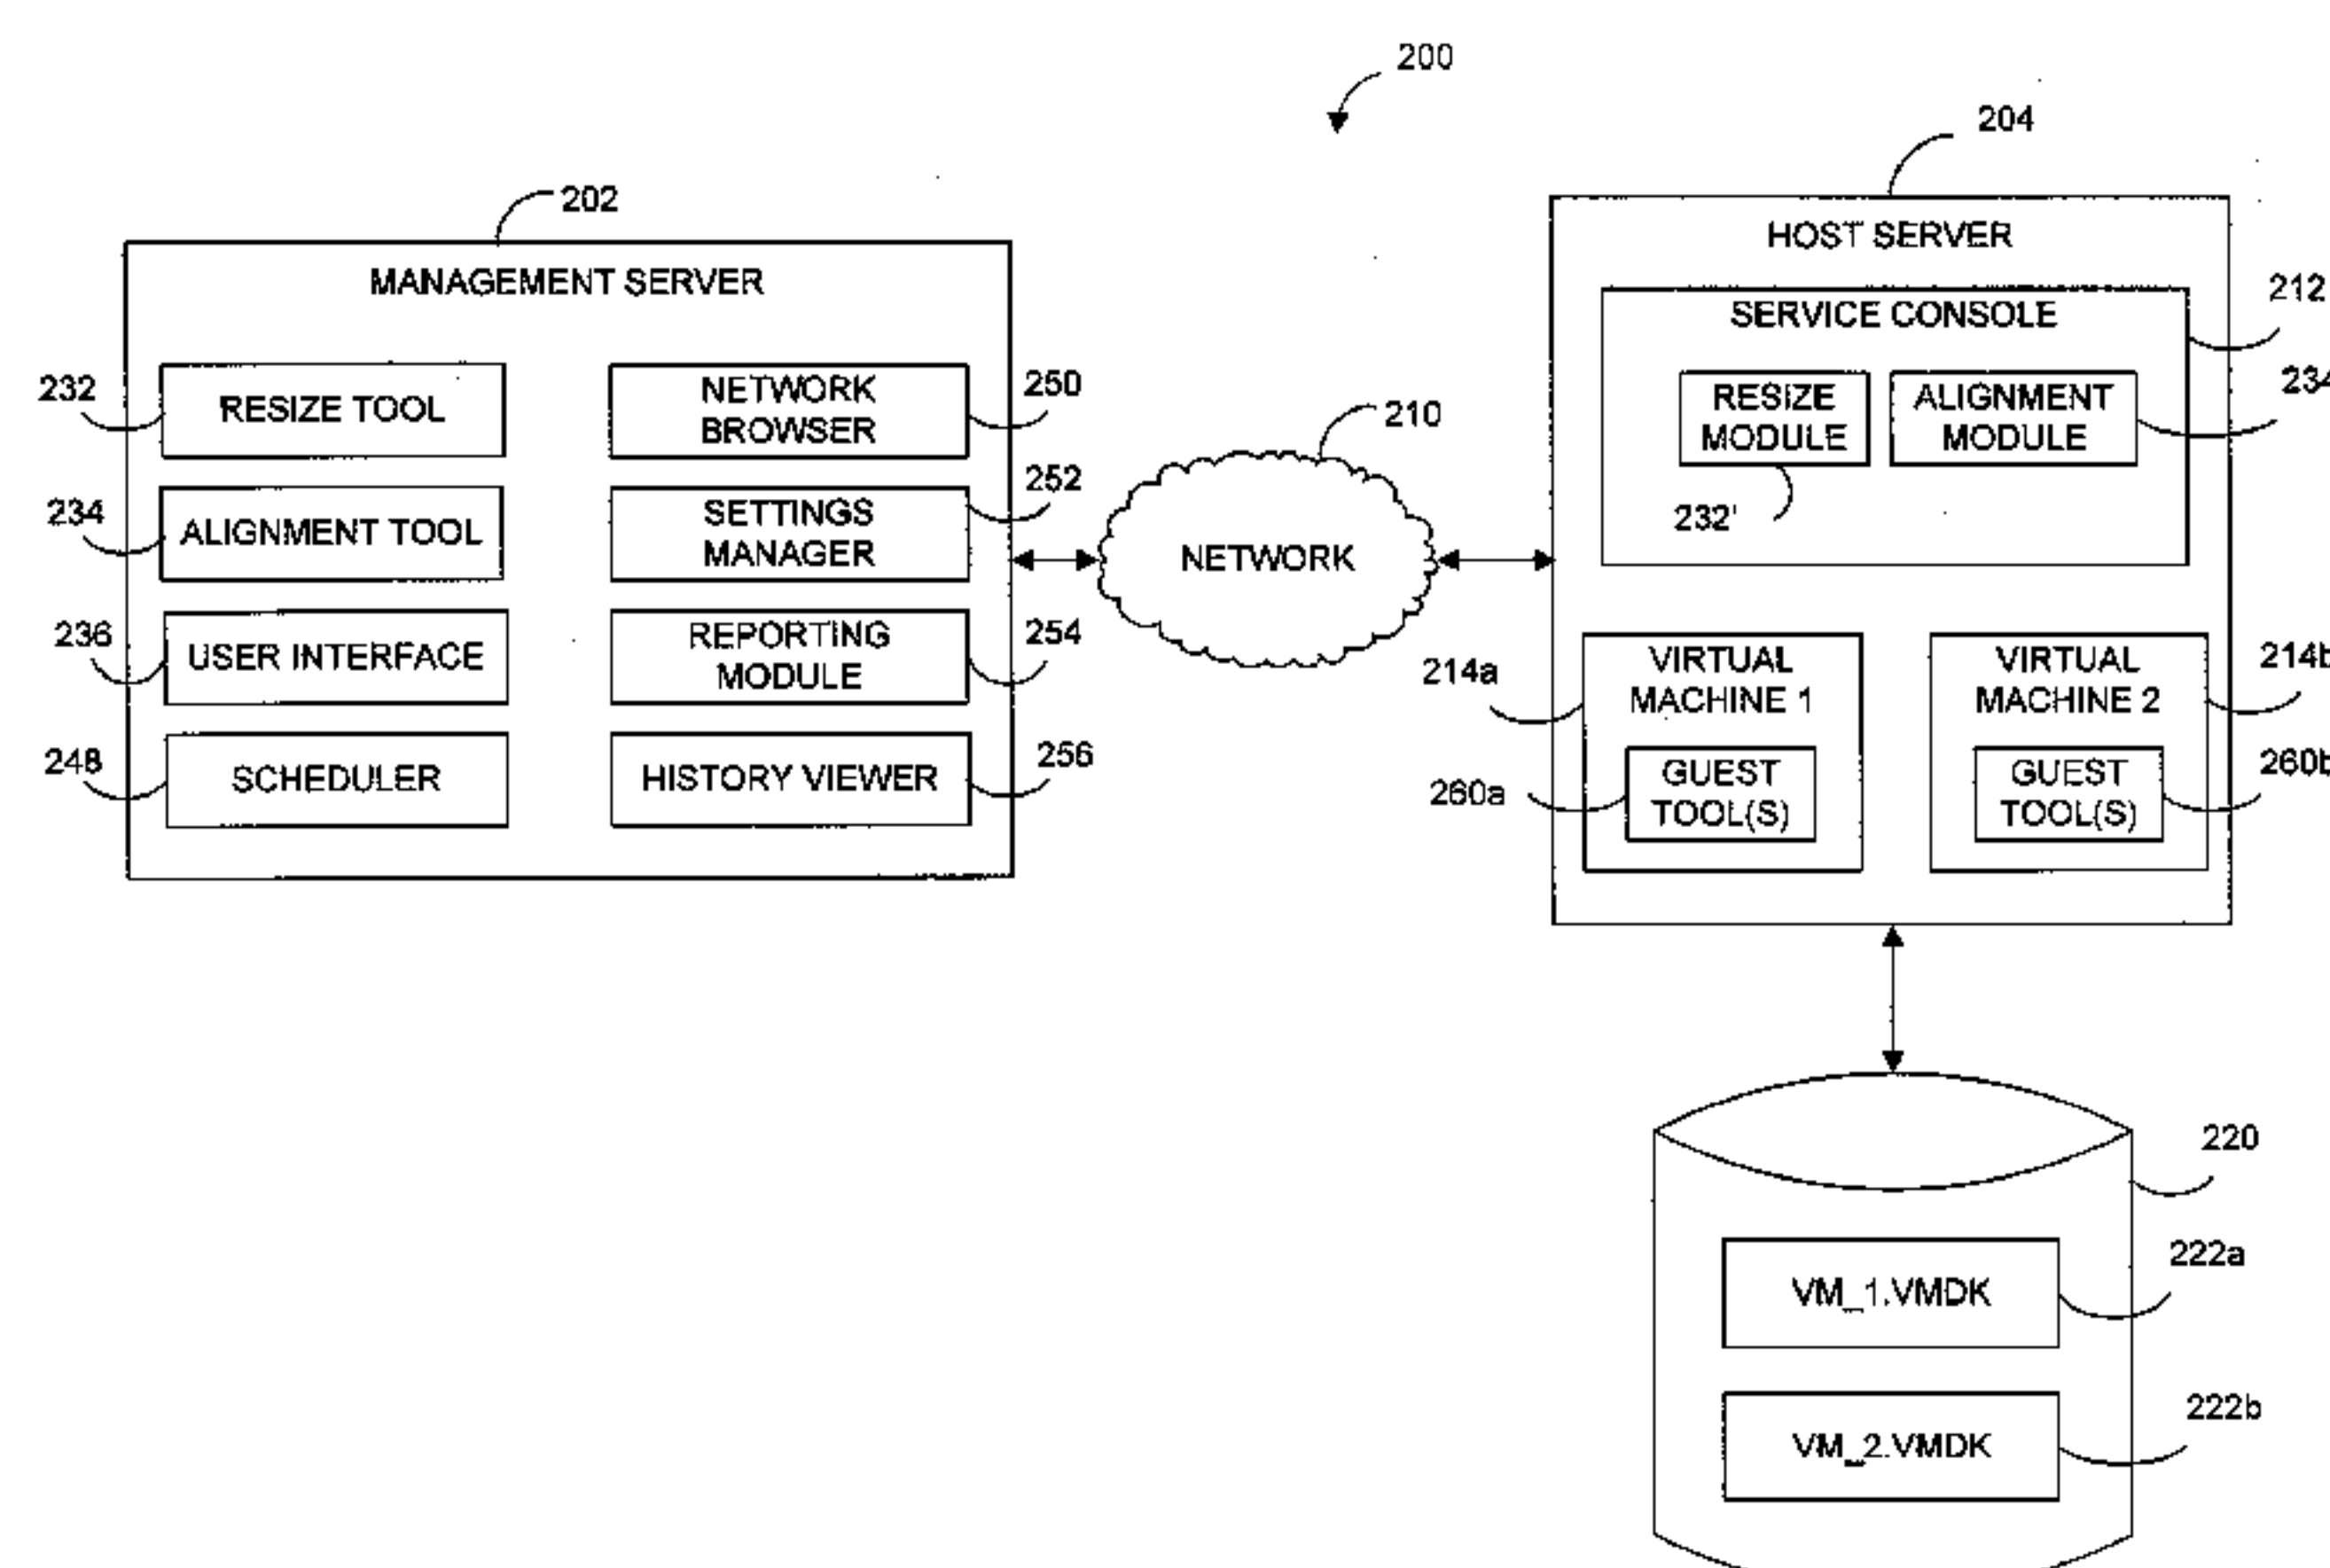 200
202
MANAGEMENT SERVER
232
RESIZE TOOL
NETWORK
BROWSER
250
234
ALIGNMENT TOOL
SETTINGS
MANAGER
252
236
USER INTERFACE
REPORTING
MODULE
254
248
SCHEDULER
HISTORY VIEWER
256
210
NETWORK
204
HOST SERVER
212
SERVICE CONSOLE
RESIZE
MODULE
232'
ALIGNMENT
MODULE
234
214a
VIRTUAL
MACHINE 1
260a
GUEST
TOOL(S)
VIRTUAL
MACHINE 2
214b
GUEST
TOOL(S)
260b
220
VM_1.VMDK
222a
VM_2.VMDK
222b